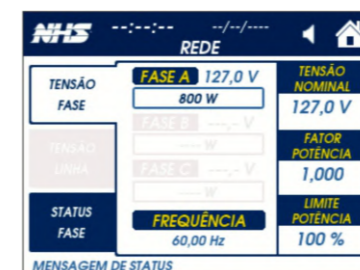 NHS --:--:-- --/--/----
REDE
TENSÃO
FASE
TENSÃO
LINHA
STATUS
FASE
FASE A 127,0 V
800 W
FASE B ---,- V
---- W
FASE C ---,- V
---- W
FREQUÊNCIA
60,00 Hz
TENSÃO
NOMINAL
127,0 V
FATOR
POTÊNCIA
1,000
LIMITE
POTÊNCIA
100 %
MENSAGEM DE STATUS